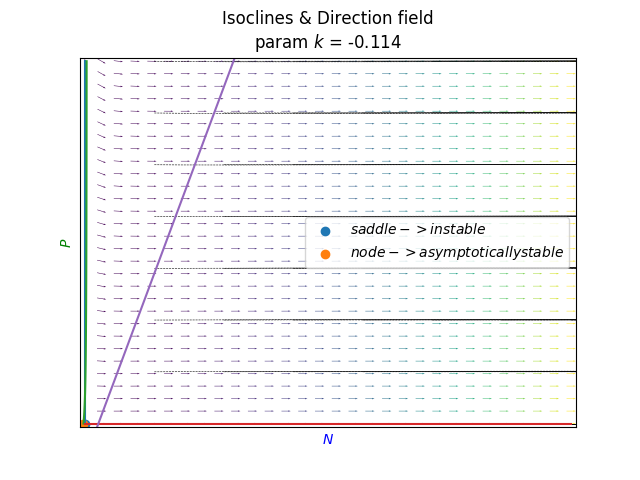 Isoclines & Direction field
param k = -0.114
P
saddle -> instable
node -> asymptoticallystable
N